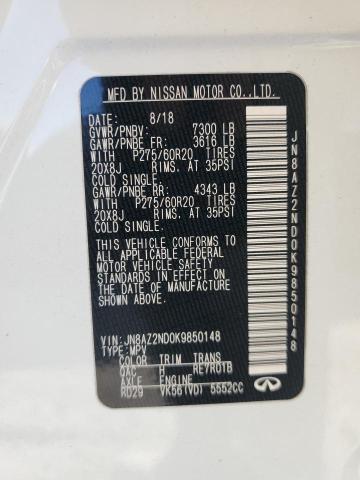 MFD BY NISSAN MOTOR CO.,LTD.
DATE: 8/18
GVWR/PNBV: 7300 LB
GAWR/PNBE FR: 3616 LB
WITH P275/60R20 TIRES
20X8J RIMS. AT 35PSI
COLD SINGLE.
GAWR/PNBE RR: 4343 LB
WITH P275/60R20 TIRES
20X8J RIMS. AT 35PSI
COLD SINGLE.
THIS VEHICLE CONFORMS TO
ALL APPLICABLE FEDERAL
MOTOR VEHICLE SAFETY
STANDARDS IN EFFECT ON
THE DATE OF MANUFACTURE
SHOWN ABOVE.
VIN: JN8AZ2ND0K9850148
TYPE: MPV
COLOR TRIM TRANS
QAC H RE7R01B
AXLE ENGINE
RD29 VK56(VD) 5552CC
JN8AZ2ND0K9850148
INFINITI